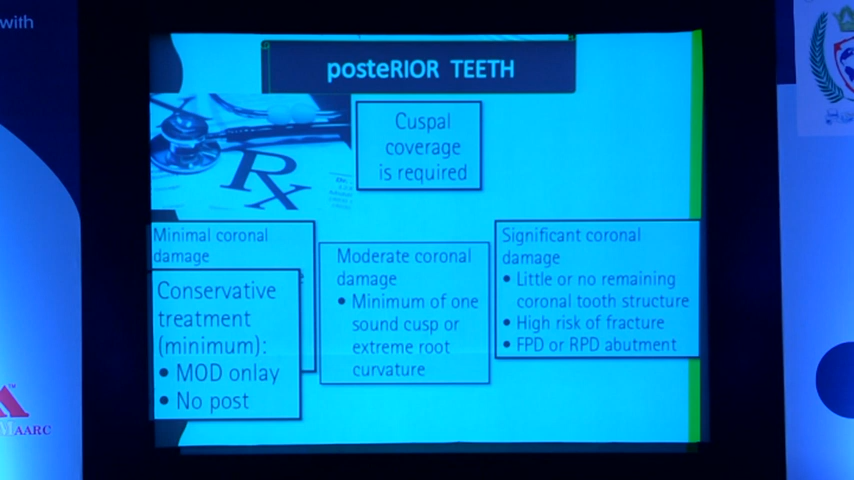 with
posteRIOR TEETH
Cuspal
coverage
is required
Rx
Minimal coronal
damage
Conservative
treatment
(minimum):
• MOD onlay
• No post
Moderate coronal
damage
• Minimum of one
sound cusp or
extreme root
curvature
Significant coronal
damage
• Little or no remaining
coronal tooth structure
• High risk of fracture
• FPD or RPD abutment
MAARC